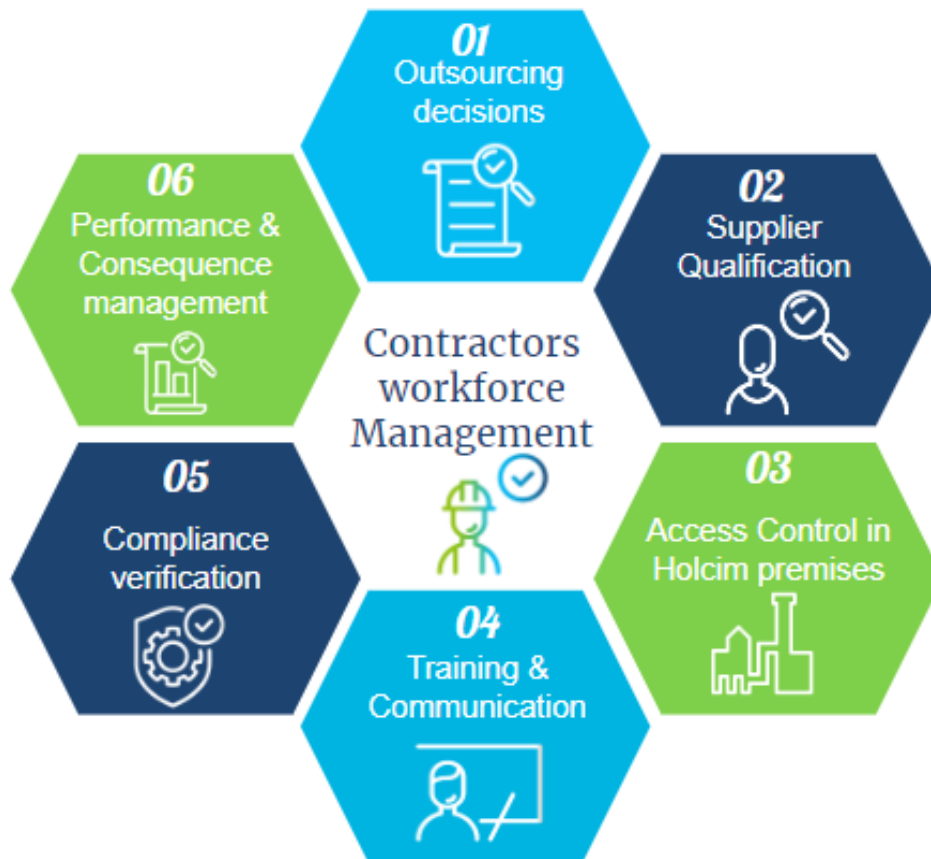 01
Outsourcing
decisions
02
Supplier
Qualification
03
Access Control in
Holcim premises
04
Training &
Communication
05
Compliance
verification
06
Performance &
Consequence
management
Contractors
workforce
Management